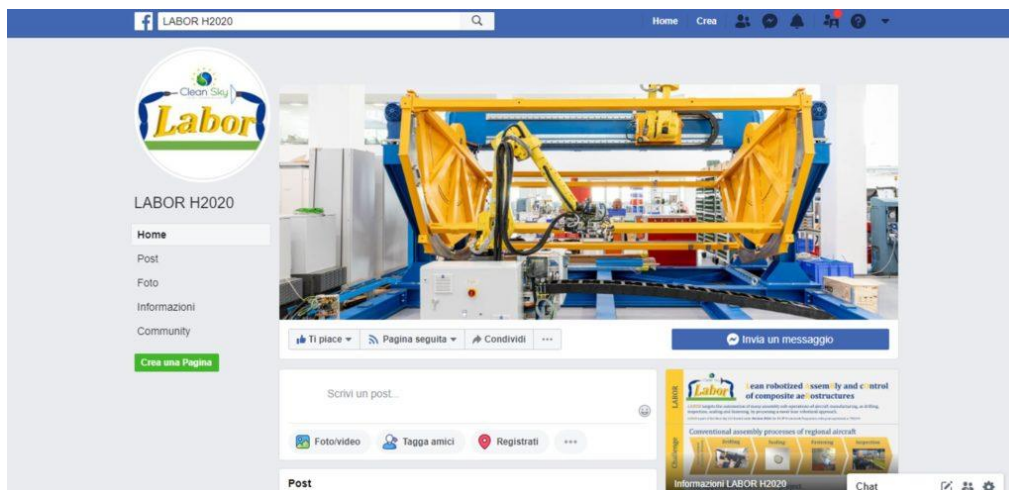 LABOR H2020
Home Crea
Clean Sky
Labor
LABOR H2020
Home
Post
Foto
Informazioni
Community
Crea una Pagina
Ti piace
Pagina seguita
Condividi
Invia un messaggio
Scrivi un post...
Foto/video
Tagga amici
Registrati
Post
LABOR
Labor
Lean robotized AssemBly and cOntrol
of composite aeRostructures
Challenge
Conventional assembly processes of regional aircraft
Drilling Sealing Fastening Inspection
Informazioni LABOR H2020
Chat